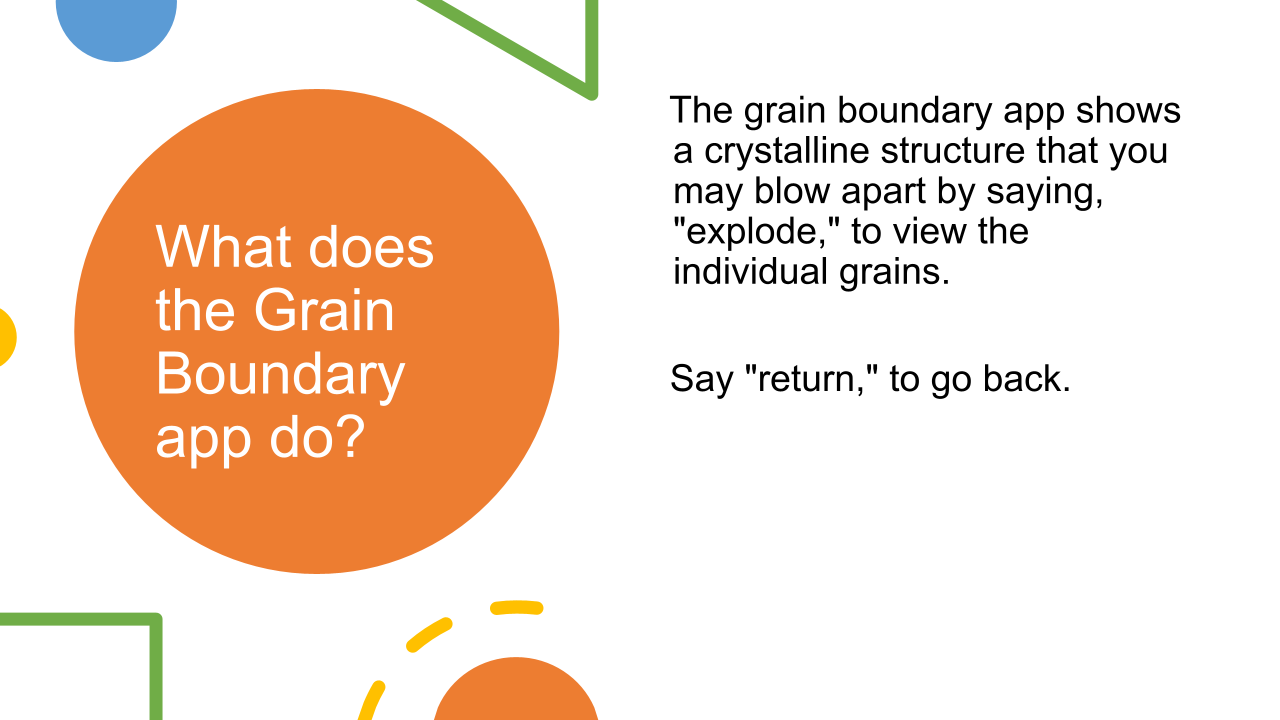 What does
the Grain
Boundary
app do?
The grain boundary app shows
a crystalline structure that you
may blow apart by saying,
"explode," to view the
individual grains.
Say "return," to go back.